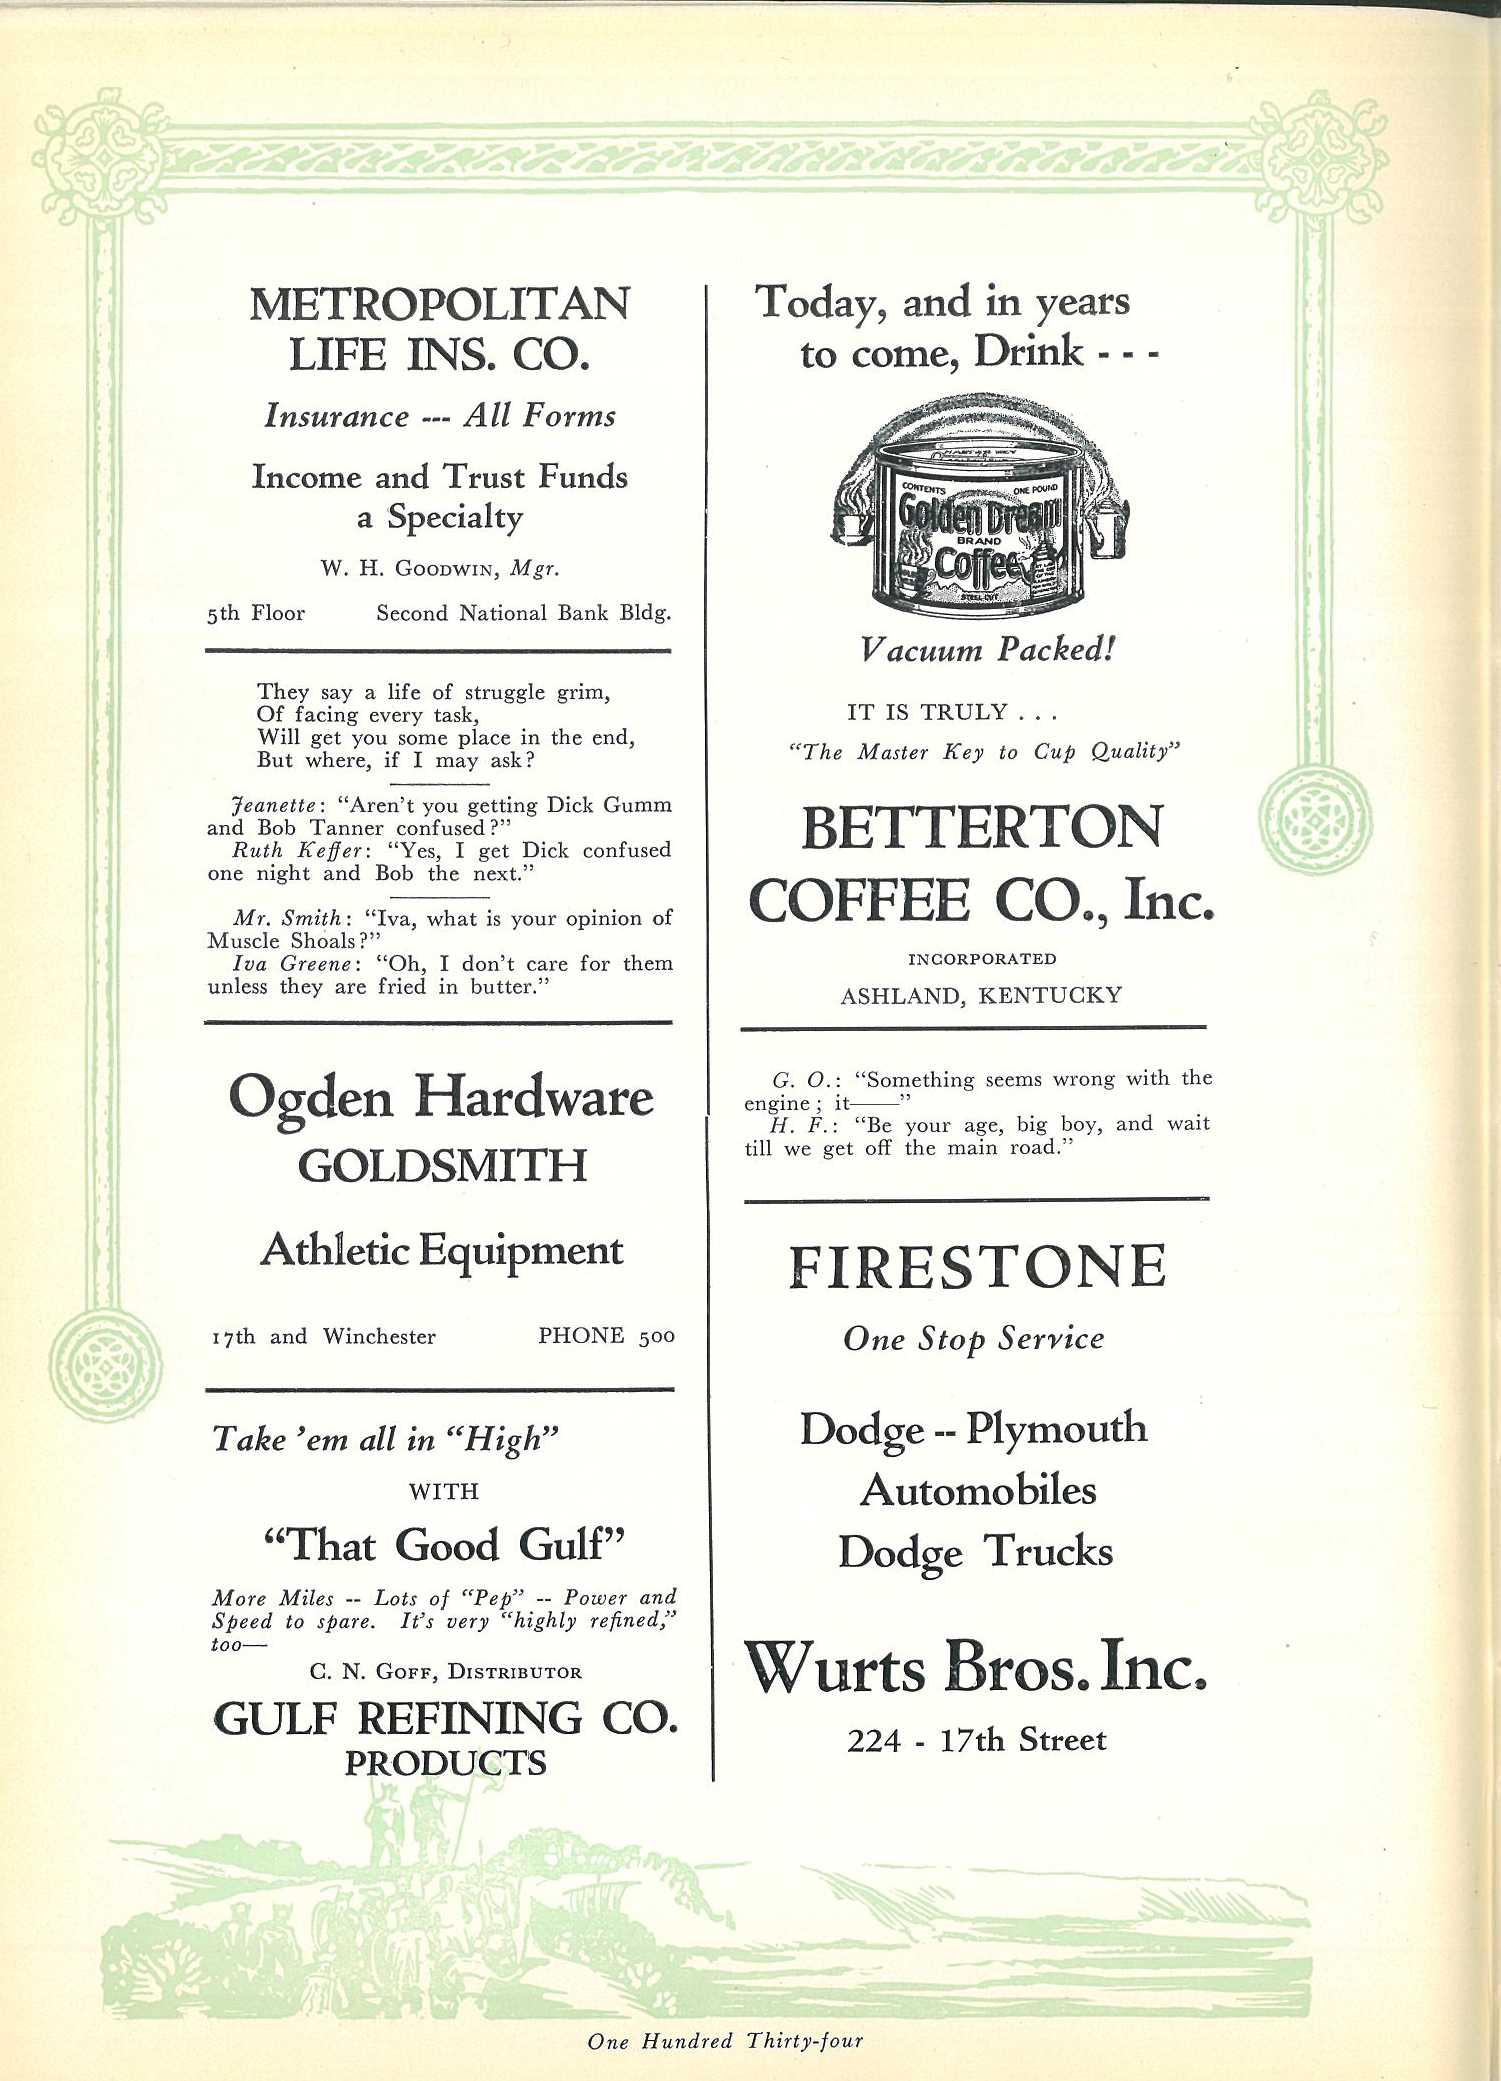 METROPOLITAN
LIFE INS. CO.
Insurance --- All Forms
Income and Trust Funds
a Specialty
W. H. Goodwin, Mgr.
5th Floor Second National Bank Bldg.
They say a life of struggle grim,
Of facing every task,
Will get you some place in the end,
But where, if I may ask?
Jeanette: “Aren't you getting Dick Gumm
and Bob Tanner confused?”
Ruth Keffer: “Yes, I get Dick confused
one night and Bob the next.”
Mr. Smith: “Iva, what is your opinion of
Muscle Shoals?”
Iva Greene: “Oh, I don't care for them
unless they are fried in butter.”
Ogden Hardware
GOLDSMITH
Athletic Equipment
17th and Winchester PHONE 500
Take ’em all in “High”
WITH
“That Good Gulf”
More Miles -- Lots of “Pep” -- Power and
Speed to spare. It's very “highly refined,”
too—
C. N. Goff, Distributor
GULF REFINING CO.
PRODUCTS
Today, and in years
to come, Drink - - -
CONTENTS ONE POUND
Golden Dream
BRAND
Coffee
STEEL CUT
Vacuum Packed!
IT IS TRULY . . .
“The Master Key to Cup Quality”
BETTERTON
COFFEE CO., Inc.
INCORPORATED
ASHLAND, KENTUCKY
G. O.: “Something seems wrong with the
engine; it——”
H. F.: “Be your age, big boy, and wait
till we get off the main road.”
FIRESTONE
One Stop Service
Dodge -- Plymouth
Automobiles
Dodge Trucks
Wurts Bros. Inc.
224 - 17th Street
One Hundred Thirty-four